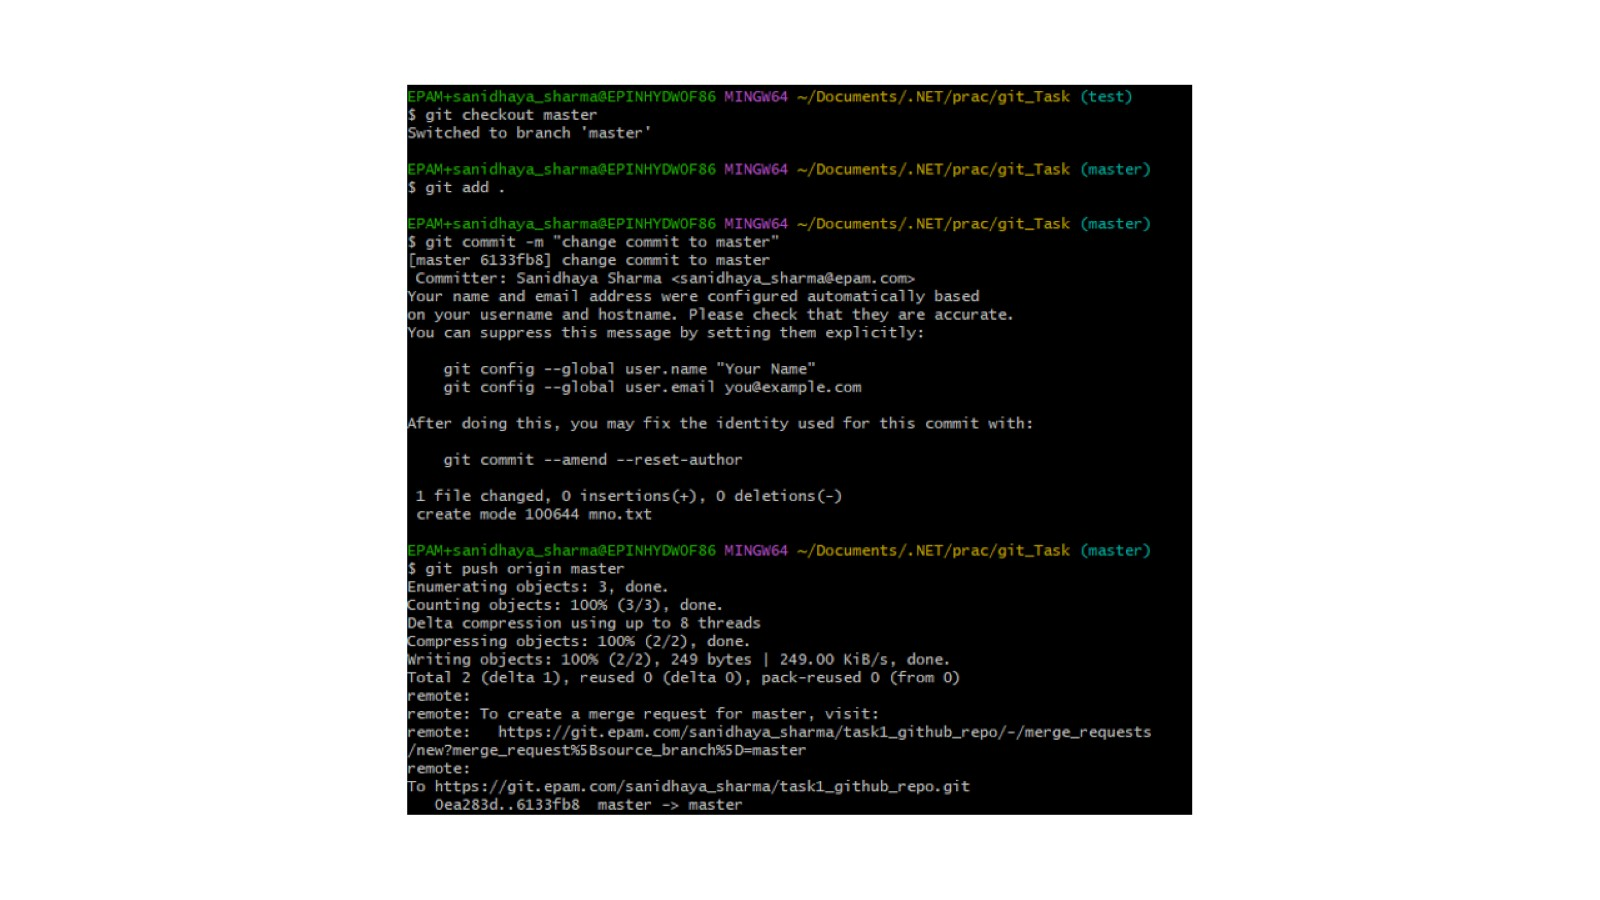 EPAM+sanidhaya_sharma@EPINHYDW0F86 MINGW64 ~/Documents/.NET/prac/git_Task (test)
$ git checkout master
Switched to branch 'master'
EPAM+sanidhaya_sharma@EPINHYDW0F86 MINGW64 ~/Documents/.NET/prac/git_Task (master)
$ git add .
EPAM+sanidhaya_sharma@EPINHYDW0F86 MINGW64 ~/Documents/.NET/prac/git_Task (master)
$ git commit -m "change commit to master"
[master 6133fb8] change commit to master
 Committer: Sanidhaya Sharma <sanidhaya_sharma@epam.com>
Your name and email address were configured automatically based
on your username and hostname. Please check that they are accurate.
You can suppress this message by setting them explicitly:
    git config --global user.name "Your Name"
    git config --global user.email you@example.com
After doing this, you may fix the identity used for this commit with:
    git commit --amend --reset-author
 1 file changed, 0 insertions(+), 0 deletions(-)
 create mode 100644 mno.txt
EPAM+sanidhaya_sharma@EPINHYDW0F86 MINGW64 ~/Documents/.NET/prac/git_Task (master)
$ git push origin master
Enumerating objects: 3, done.
Counting objects: 100% (3/3), done.
Delta compression using up to 8 threads
Compressing objects: 100% (2/2), done.
Writing objects: 100% (2/2), 249 bytes | 249.00 KiB/s, done.
Total 2 (delta 1), reused 0 (delta 0), pack-reused 0 (from 0)
remote:
remote: To create a merge request for master, visit:
remote:   https://git.epam.com/sanidhaya_sharma/task1_github_repo/-/merge_requests
/new?merge_request%5Bsource_branch%5D=master
remote:
To https://git.epam.com/sanidhaya_sharma/task1_github_repo.git
   0ea283d..6133fb8  master -> master